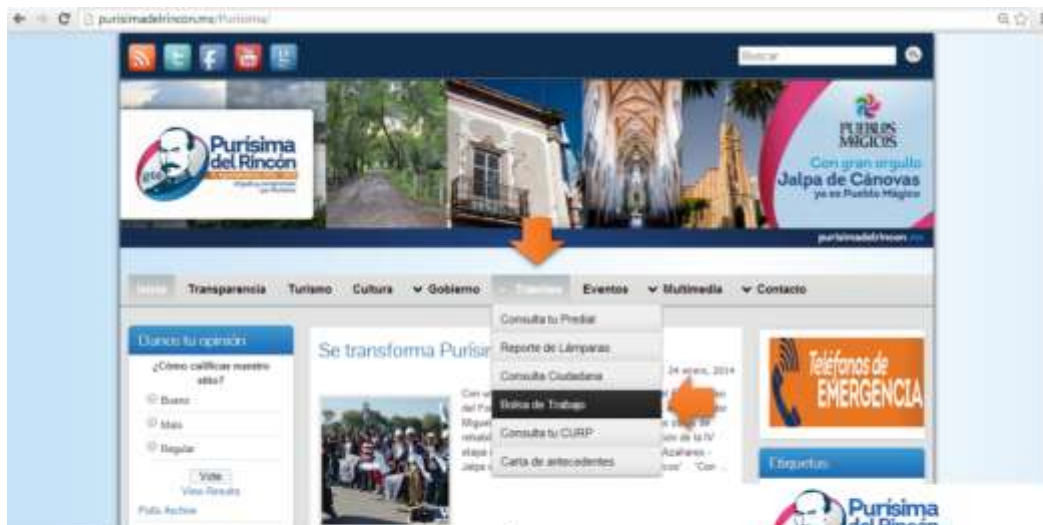 purisimadelrincon.mx/Purisima/
Buscar
Purísima
del Rincón
PUEBLOS
MÁGICOS
Con gran orgullo
Jalpa de Cánovas
ya es Pueblo Mágico
purisimadelrincon.mx
Inicio Transparencia Turismo Cultura Gobierno Trámites Eventos Multimedia Contacto
Consulta tu Predial
Reporte de Lámparas
Consulta Ciudadana
Bolsa de Trabajo
Consulta tu CURP
Carta de antecedentes
Danos tu opinión
¿Cómo calificas nuestro
sitio?
Bueno
Malo
Regular
Vote
View Results
Polls Archive
Se transforma Purísi
24 enero, 2014
Teléfonos de
EMERGENCIA
Etiquetas
Purísima
del Rincón